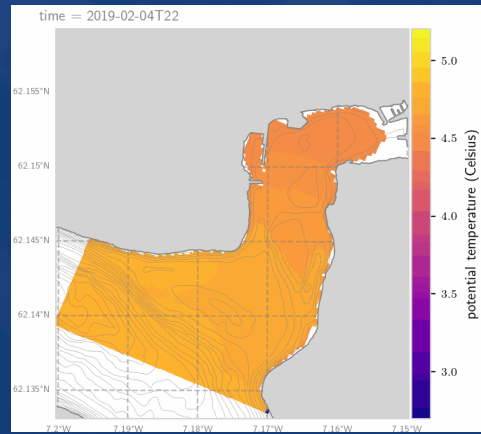 time = 2019-02-04T22
62.155°N
62.15°N
62.145°N
62.14°N
62.135°N
7.2°W
7.19°W
7.18°W
7.17°W
7.16°W
7.15°W
5.0
4.5
4.0
3.5
3.0
potential temperature (Celsius)